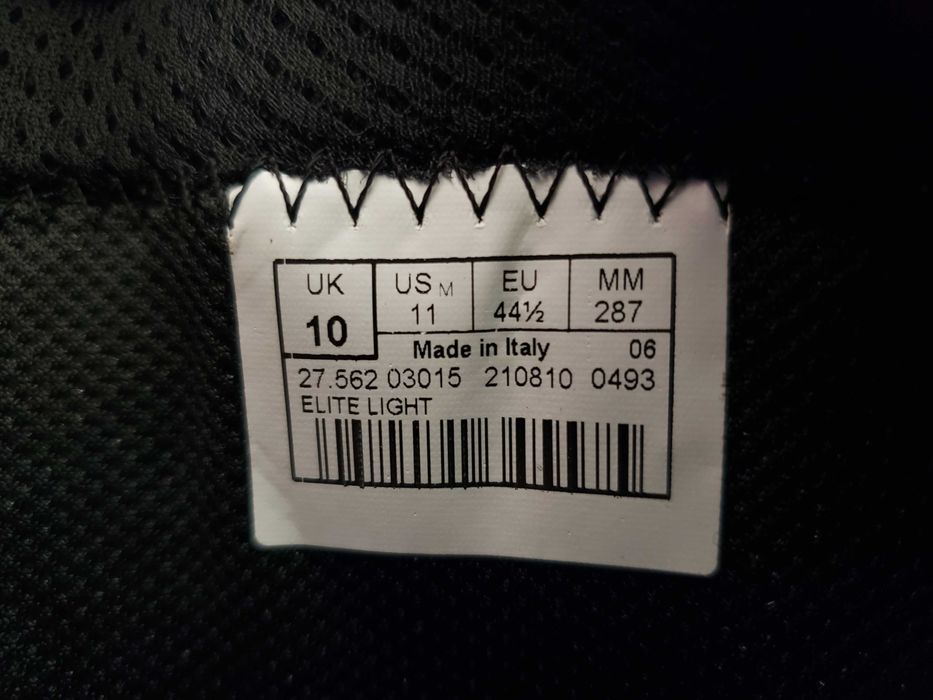 UK US M EU MM
10 11 44½ 287
Made in Italy 06
27.562 03015 210810 0493
ELITE LIGHT